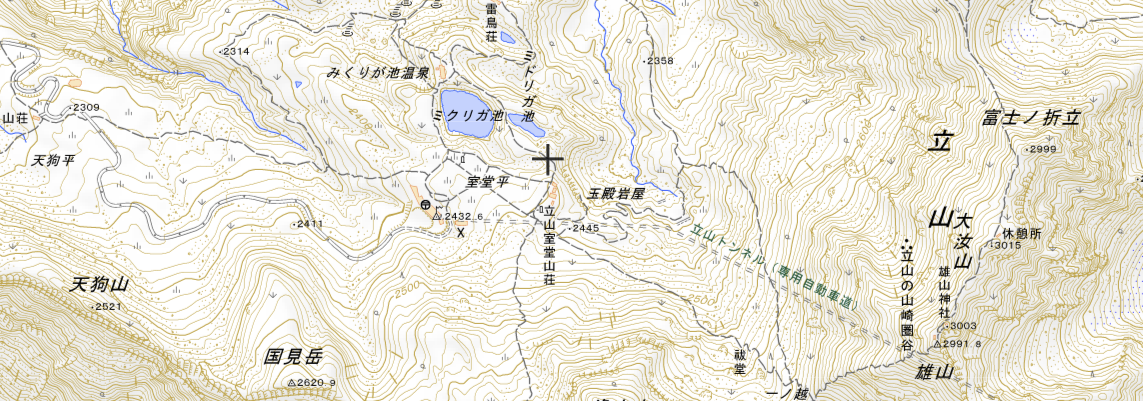 雷鳥荘
2314
ミドリガ池
2358
みくりが池温泉
2309
山荘
ミクリガ池
富士ノ折立
立山
2999
天狗平
室堂平
玉殿岩屋
2432.6
2411
立山室堂山荘
2445
大汝山
休憩所
3015
立山トンネル(専用自動車道)
立山の山崎圏谷
雄山神社
天狗山
2521
2500
2500
3003
2991.8
国見岳
2620.9
祓堂
雄山
一ノ越